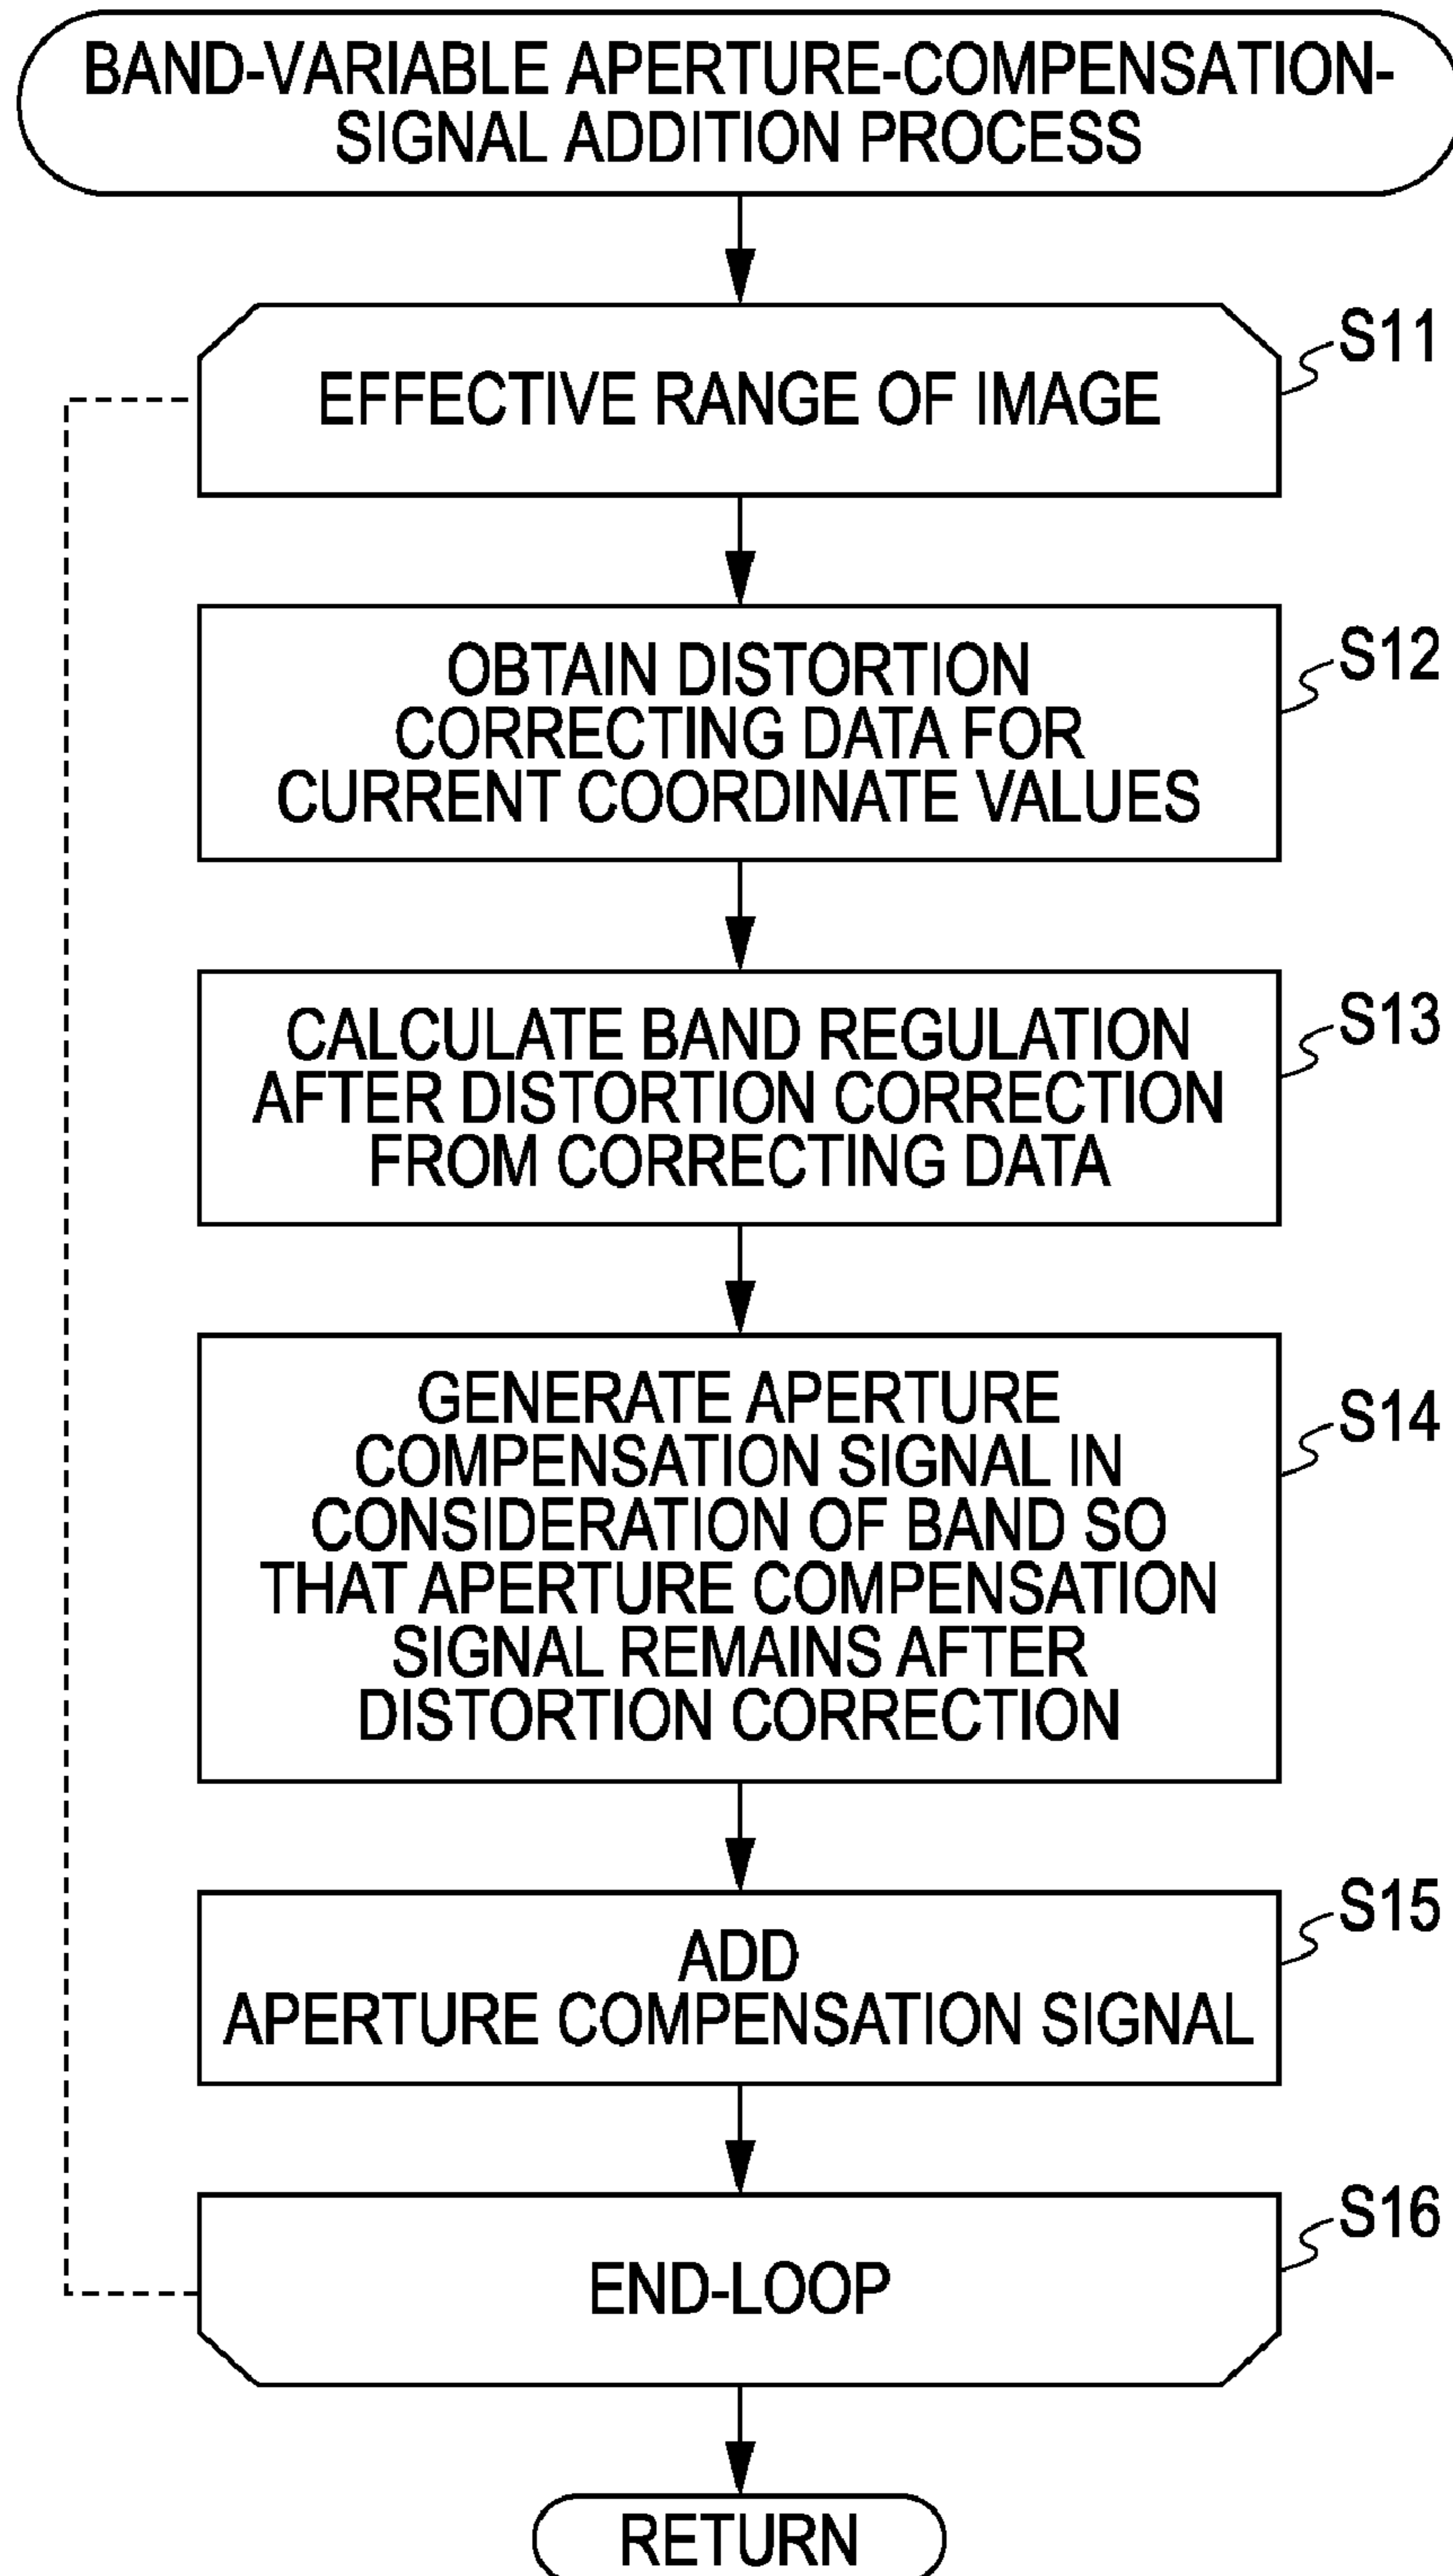 BAND-VARIABLE APERTURE-COMPENSATION-
SIGNAL ADDITION PROCESS
EFFECTIVE RANGE OF IMAGE
S11
OBTAIN DISTORTION
CORRECTING DATA FOR
CURRENT COORDINATE VALUES
S12
CALCULATE BAND REGULATION
AFTER DISTORTION CORRECTION
FROM CORRECTING DATA
S13
GENERATE APERTURE
COMPENSATION SIGNAL IN
CONSIDERATION OF BAND SO
THAT APERTURE COMPENSATION
SIGNAL REMAINS AFTER
DISTORTION CORRECTION
S14
ADD
APERTURE COMPENSATION SIGNAL
S15
END-LOOP
S16
RETURN